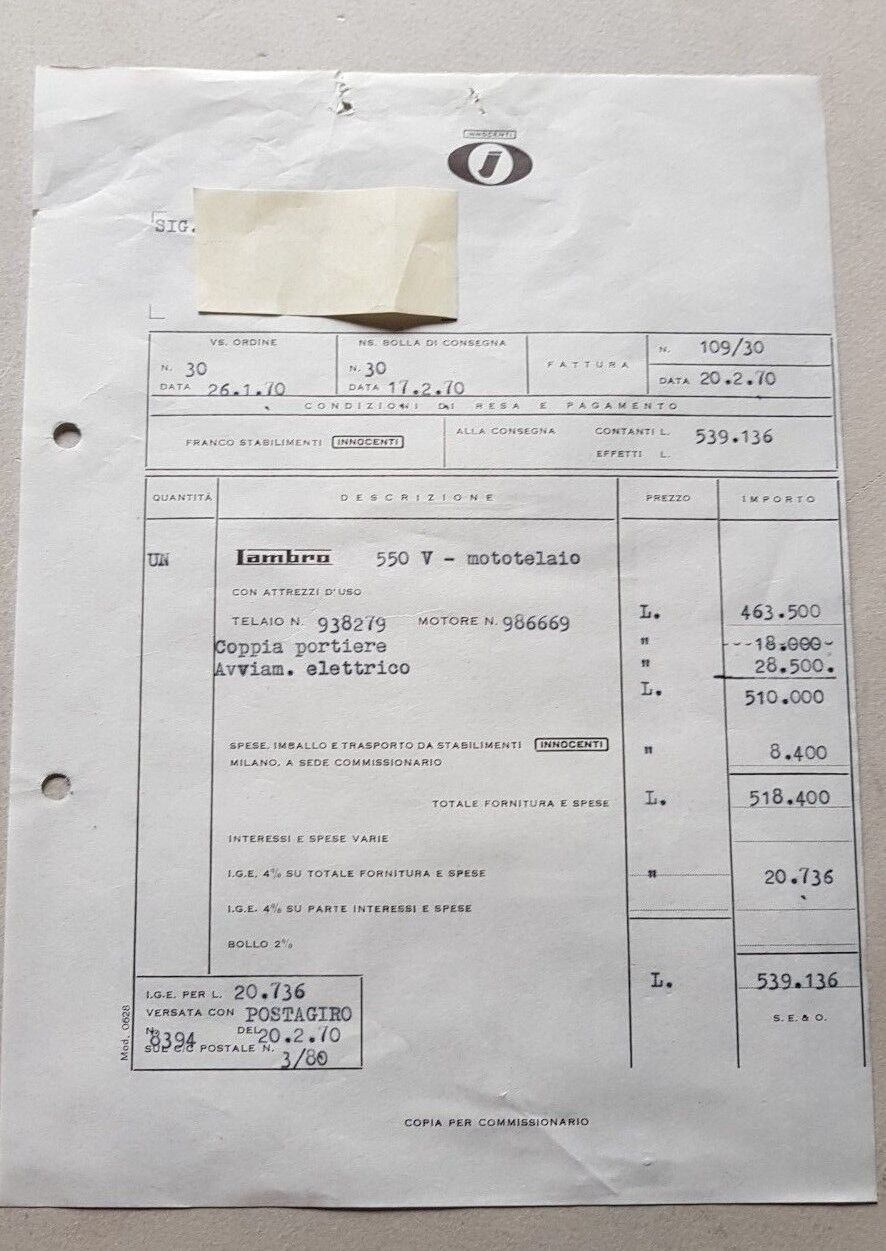 INNOCENTI
SIG.
VS. ORDINE
N. 30
DATA 26.1.70
NS. BOLLA DI CONSEGNA
N. 30
DATA 17.2.70
FATTURA
N. 109/30
DATA 20.2.70
CONDIZIONI DI RESA E PAGAMENTO
FRANCO STABILIMENTI INNOCENTI
ALLA CONSEGNA CONTANTI L. 539.136
EFFETTI L.
QUANTITÀ DESCRIZIONE PREZZO IMPORTO
UN Lambro 550 V - mototelaio
CON ATTREZZI D'USO
TELAIO N. 938279 MOTORE N. 986669 L. 463.500
Coppia portiere " ---18.000-
Avviam. elettrico " 28.500.
L. 510.000
SPESE, IMBALLO E TRASPORTO DA STABILIMENTI INNOCENTI " 8.400
MILANO, A SEDE COMMISSIONARIO
TOTALE FORNITURA E SPESE L. 518.400
INTERESSI E SPESE VARIE
I.G.E. 4% SU TOTALE FORNITURA E SPESE " 20.736
I.G.E. 4% SU PARTE INTERESSI E SPESE
BOLLO 2%
L. 539.136
S. E. & O.
I.G.E. PER L. 20.736
VERSATA CON POSTAGIRO
N. 8394 DEL 20.2.70
SUL C/C POSTALE N. 3/80
Mod. 0628
COPIA PER COMMISSIONARIO